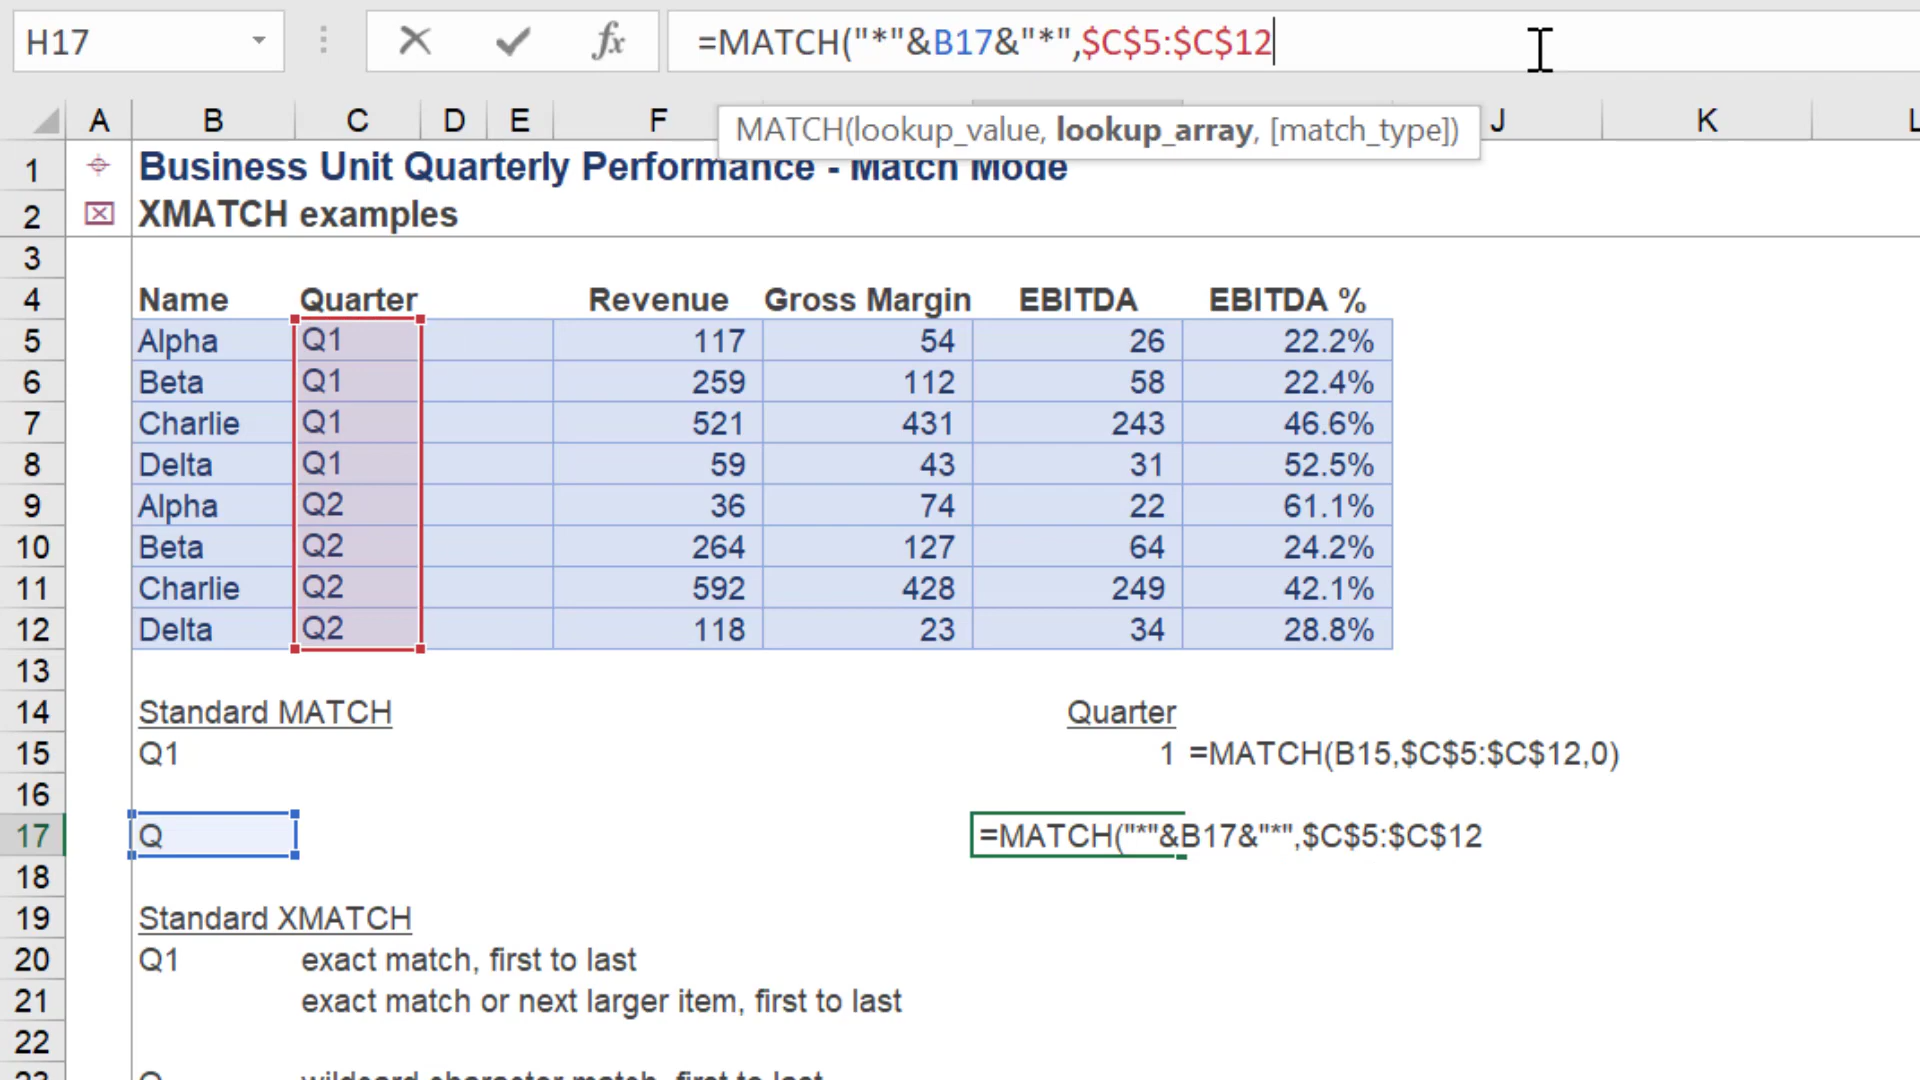 H17 fx =MATCH("*"&B17&"*",$C$5:$C$12
A B C D E F J K L
MATCH(lookup_value, lookup_array, [match_type])
1 Business Unit Quarterly Performance - Match Mode
2 XMATCH examples
3
4 Name Quarter Revenue Gross Margin EBITDA EBITDA %
5 Alpha Q1 117 54 26 22.2%
6 Beta Q1 259 112 58 22.4%
7 Charlie Q1 521 431 243 46.6%
8 Delta Q1 59 43 31 52.5%
9 Alpha Q2 36 74 22 61.1%
10 Beta Q2 264 127 64 24.2%
11 Charlie Q2 592 428 249 42.1%
12 Delta Q2 118 23 34 28.8%
13
14 Standard MATCH Quarter
15 Q1 1 =MATCH(B15,$C$5:$C$12,0)
16
17 Q =MATCH("*"&B17&"*",$C$5:$C$12
18
19 Standard XMATCH
20 Q1 exact match, first to last
21 exact match or next larger item, first to last
22
23 Q wildcard character match, first to last